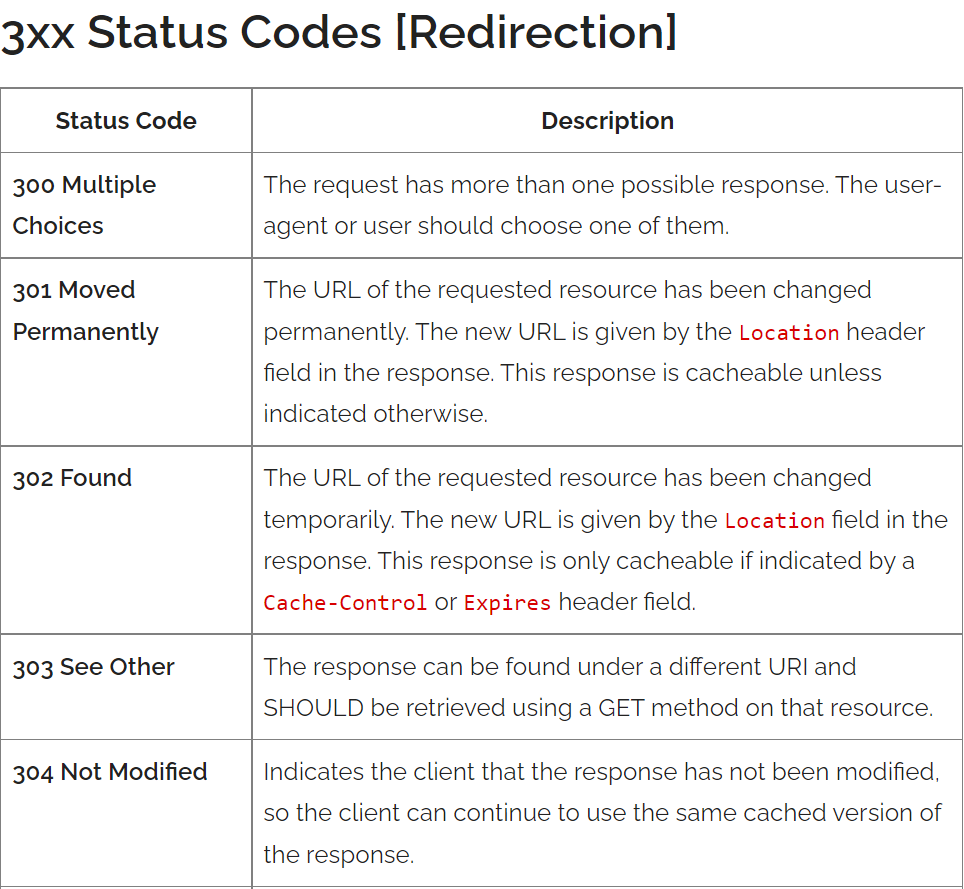 3xx Status Codes [Redirection]
Status Code
Description
300 Multiple
Choices
The request has more than one possible response. The user-
agent or user should choose one of them.
301 Moved
Permanently
The URL of the requested resource has been changed
permanently. The new URL is given by the Location header
field in the response. This response is cacheable unless
indicated otherwise.
302 Found
The URL of the requested resource has been changed
temporarily. The new URL is given by the Location field in the
response. This response is only cacheable if indicated by a
Cache-Control or Expires header field.
303 See Other
The response can be found under a different URI and
SHOULD be retrieved using a GET method on that resource.
304 Not Modified
Indicates the client that the response has not been modified,
so the client can continue to use the same cached version of
the response.